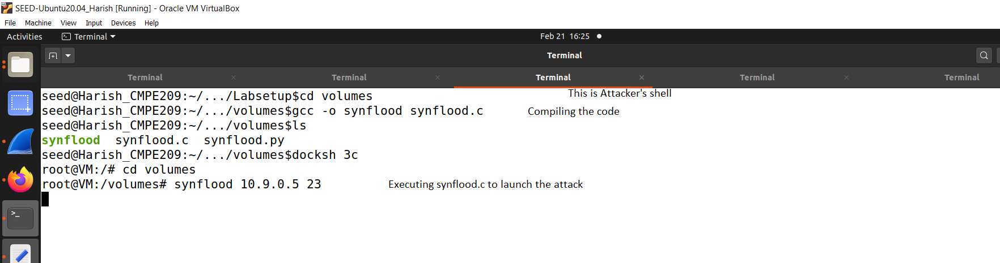 SEED-Ubuntu20.04_Harish [Running] - Oracle VM VirtualBox
File Machine View Input Devices Help
Activities Terminal Feb 21 16:25
Terminal
Terminal Terminal Terminal Terminal Terminal
seed@Harish_CMPE209:~/.../Labsetup$cd volumes This is Attacker's shell
seed@Harish_CMPE209:~/.../volumes$gcc -o synflood synflood.c Compiling the code
seed@Harish_CMPE209:~/.../volumes$ls
synflood synflood.c synflood.py
seed@Harish_CMPE209:~/.../volumes$docksh 3c
root@VM:/# cd volumes
root@VM:/volumes# synflood 10.9.0.5 23 Executing synflood.c to launch the attack